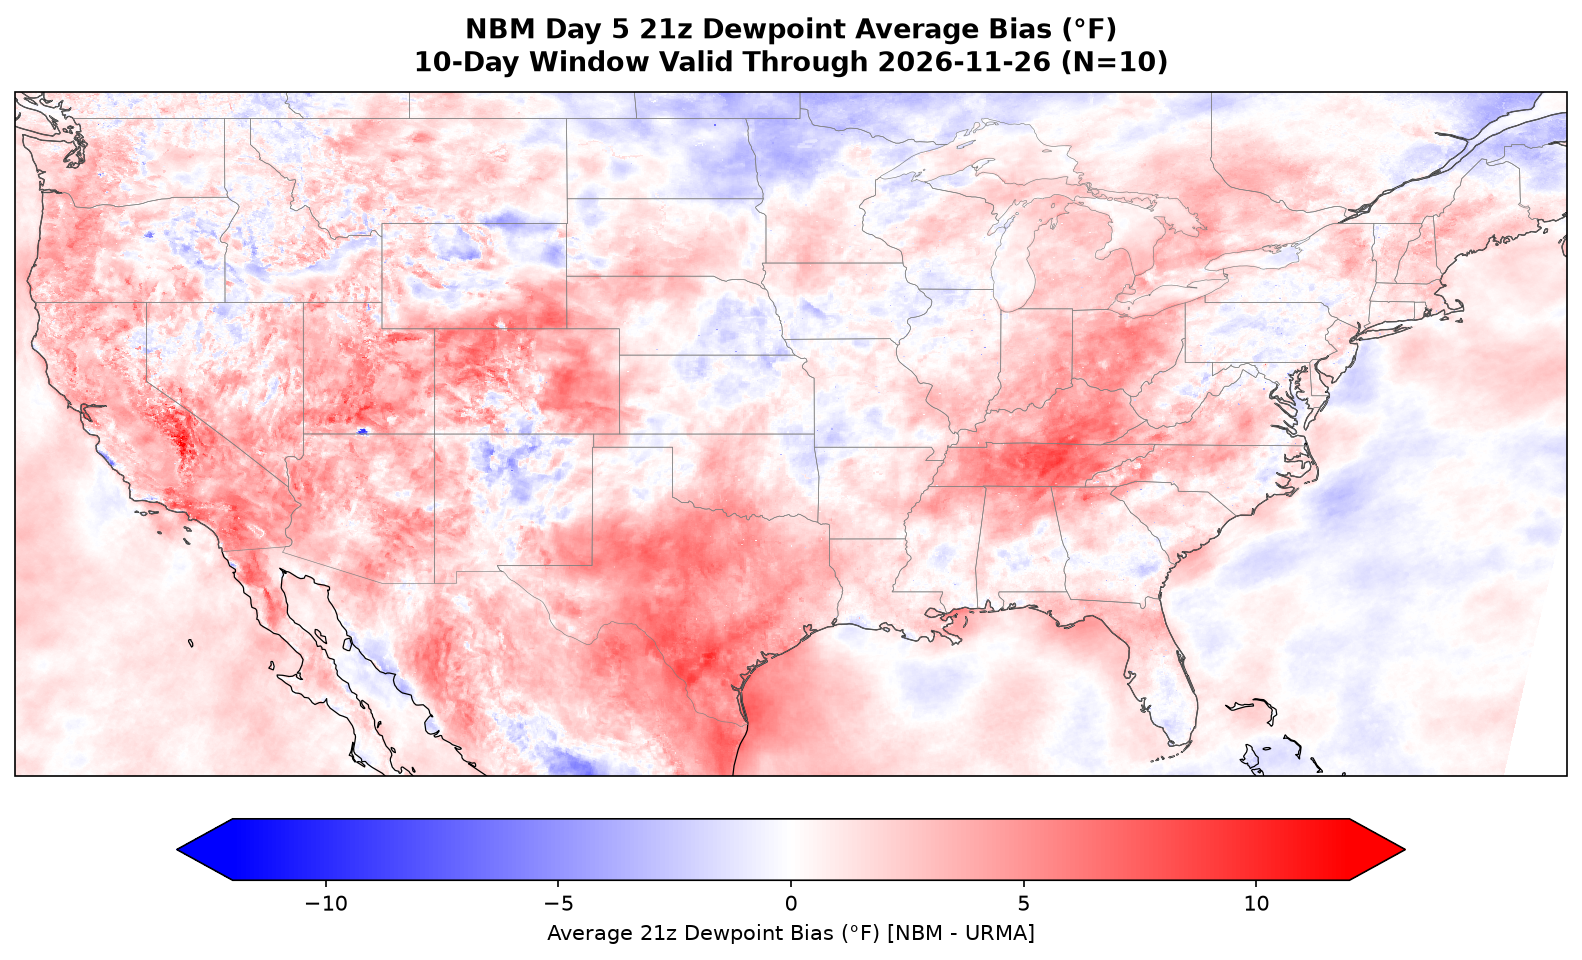 NBM Day 5 21z Dewpoint Average Bias (°F)
10-Day Window Valid Through 2026-11-26 (N=10)
−10 −5 0 5 10
Average 21z Dewpoint Bias (°F) [NBM - URMA]